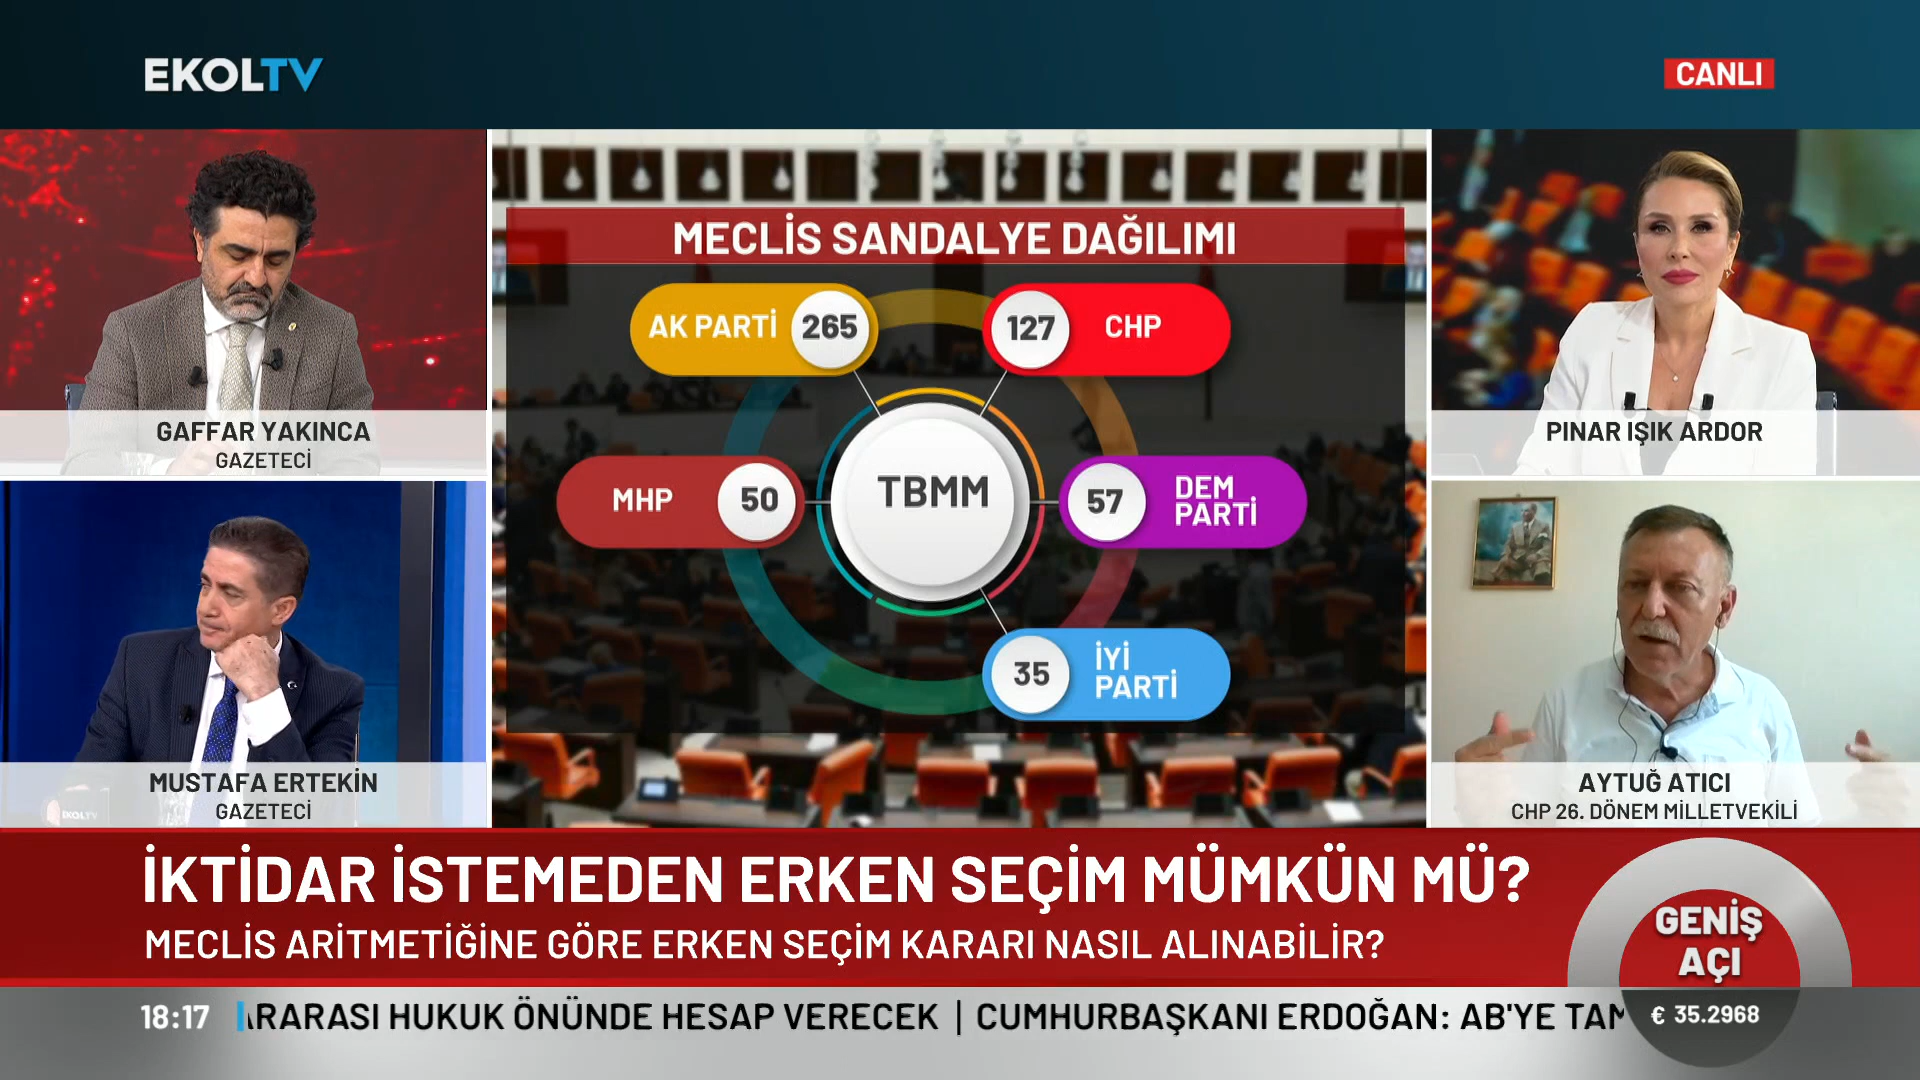 EKOLTV
CANLI
GAFFAR YAKINCA
GAZETECİ
MUSTAFA ERTEKİN
GAZETECİ
MECLİS SANDALYE DAĞILIMI
AK PARTİ 265
127 CHP
MHP 50
TBMM
57 DEM
PARTİ
35 İYİ
PARTİ
PINAR IŞIK ARDOR
AYTUĞ ATICI
CHP 26. DÖNEM MİLLETVEKİLİ
İKTİDAR İSTEMEDEN ERKEN SEÇİM MÜMKÜN MÜ?
MECLİS ARİTMETİĞİNE GÖRE ERKEN SEÇİM KARARI NASIL ALINABİLİR?
GENİŞ
AÇI
18:17 ARARASI HUKUK ÖNÜNDE HESAP VERECEK | CUMHURBAŞKANI ERDOĞAN: AB'YE TAM
€ 35.2968